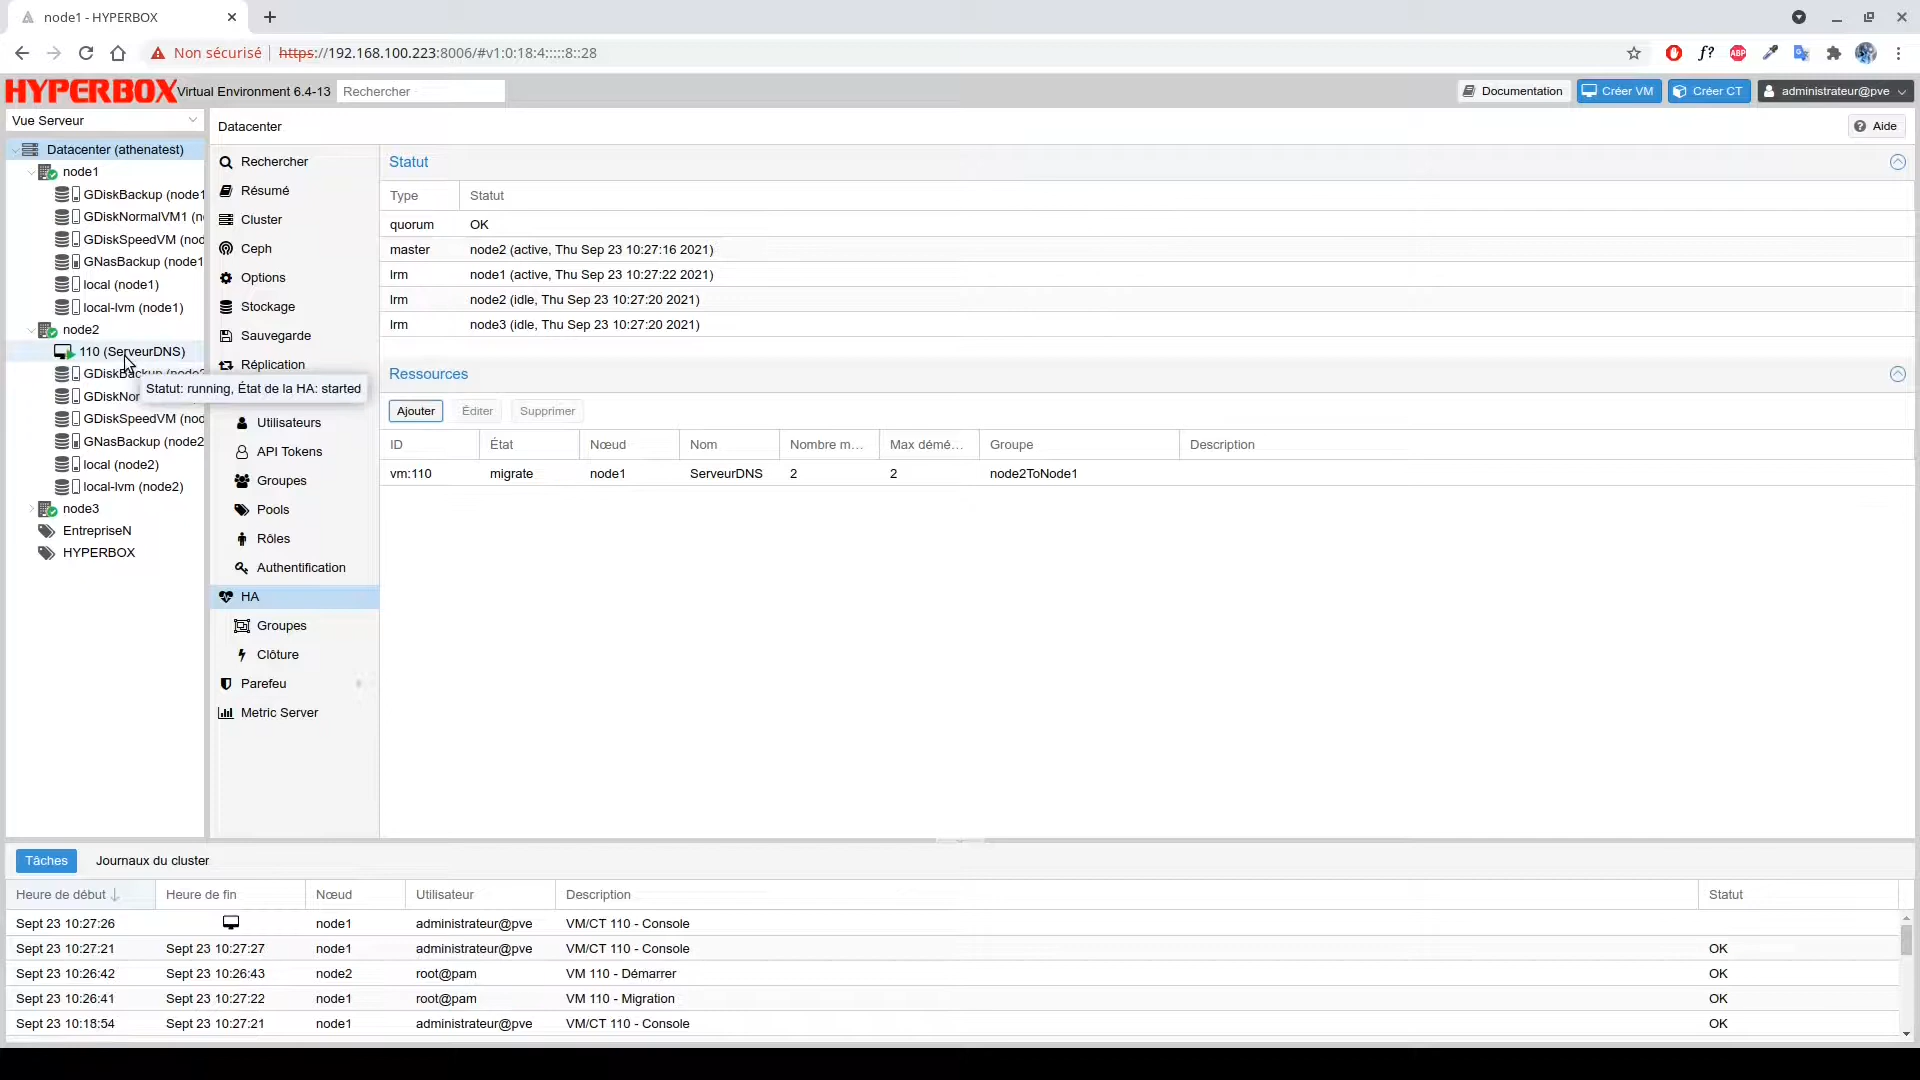 node1 - HYPERBOX
Non sécurisé https://192.168.100.223:8006/#v1:0:18:4:::::8::28
HYPERBOX Virtual Environment 6.4-13 Rechercher Documentation Créer VM Créer CT administrateur@pve
Vue Serveur
Datacenter (athenatest)
node1
GDiskBackup (node1
GDiskNormalVM1 (n
GDiskSpeedVM (nod
GNasBackup (node1
local (node1)
local-lvm (node1)
node2
110 (ServeurDNS)
GDiskBackup (node2
GDiskNor
GDiskSpeedVM (nod
GNasBackup (node2
local (node2)
local-lvm (node2)
node3
EntrepriseN
HYPERBOX
Statut: running, État de la HA: started
Datacenter Aide
Rechercher
Résumé
Cluster
Ceph
Options
Stockage
Sauvegarde
Réplication
Utilisateurs
API Tokens
Groupes
Pools
Rôles
Authentification
HA
Groupes
Clôture
Parefeu
Metric Server
Statut
Type Statut
quorum OK
master node2 (active, Thu Sep 23 10:27:16 2021)
lrm node1 (active, Thu Sep 23 10:27:22 2021)
lrm node2 (idle, Thu Sep 23 10:27:20 2021)
lrm node3 (idle, Thu Sep 23 10:27:20 2021)
Ressources
Ajouter Éditer Supprimer
ID État Nœud Nom Nombre m... Max démé... Groupe Description
vm:110 migrate node1 ServeurDNS 2 2 node2ToNode1
Tâches Journaux du cluster
Heure de début Heure de fin Nœud Utilisateur Description Statut
Sept 23 10:27:26 node1 administrateur@pve VM/CT 110 - Console
Sept 23 10:27:21 Sept 23 10:27:27 node1 administrateur@pve VM/CT 110 - Console OK
Sept 23 10:26:42 Sept 23 10:26:43 node2 root@pam VM 110 - Démarrer OK
Sept 23 10:26:41 Sept 23 10:27:22 node1 root@pam VM 110 - Migration OK
Sept 23 10:18:54 Sept 23 10:27:21 node1 administrateur@pve VM/CT 110 - Console OK